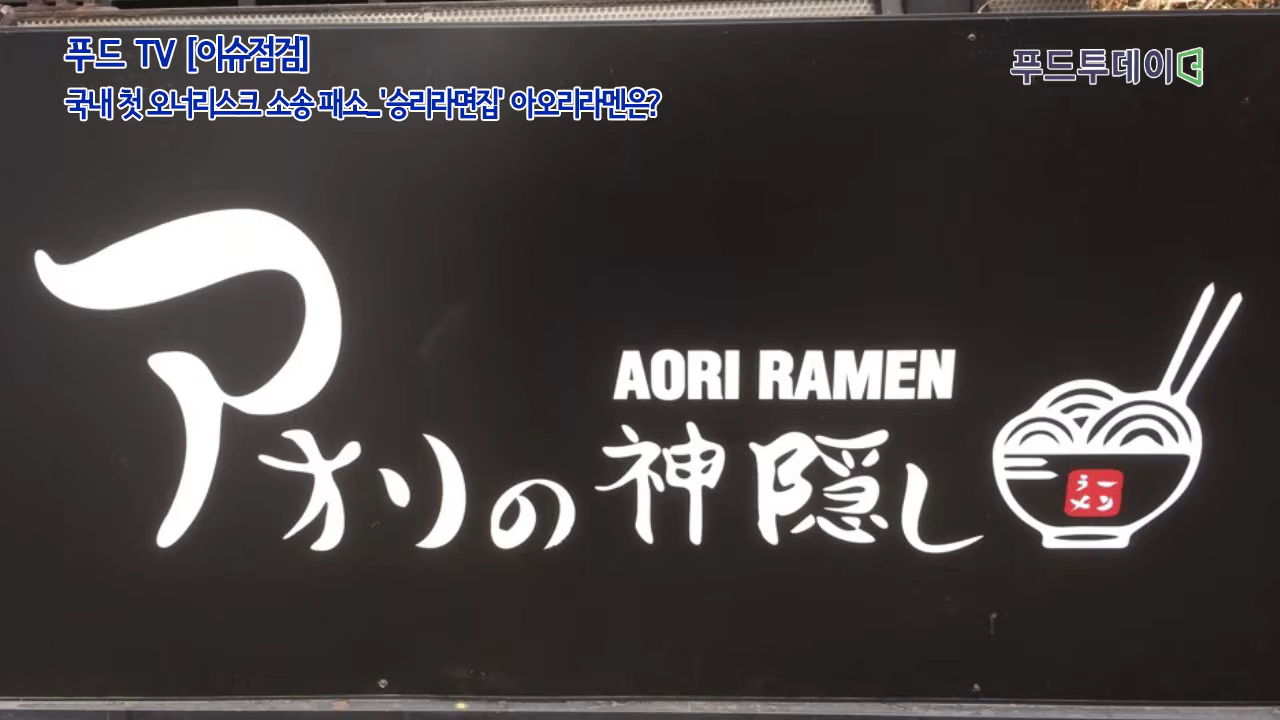 푸드 TV [이슈점검]
푸드투데이
국내 첫 오너리스크 소송 패소_'승리라면집' 아오리라멘은?
AORI RAMEN
アオリの神隠し
ラー
メン